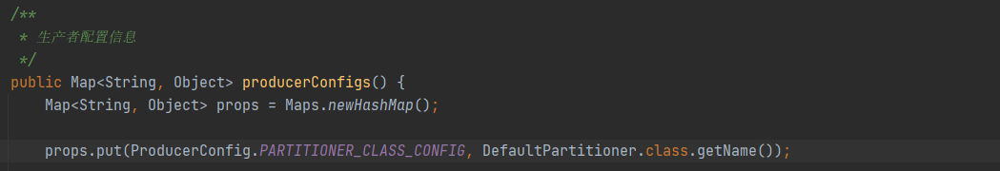 /**
 * 生产者配置信息
 */
public Map<String, Object> producerConfigs() {
    Map<String, Object> props = Maps.newHashMap();
    props.put(ProducerConfig.PARTITIONER_CLASS_CONFIG, DefaultPartitioner.class.getName());